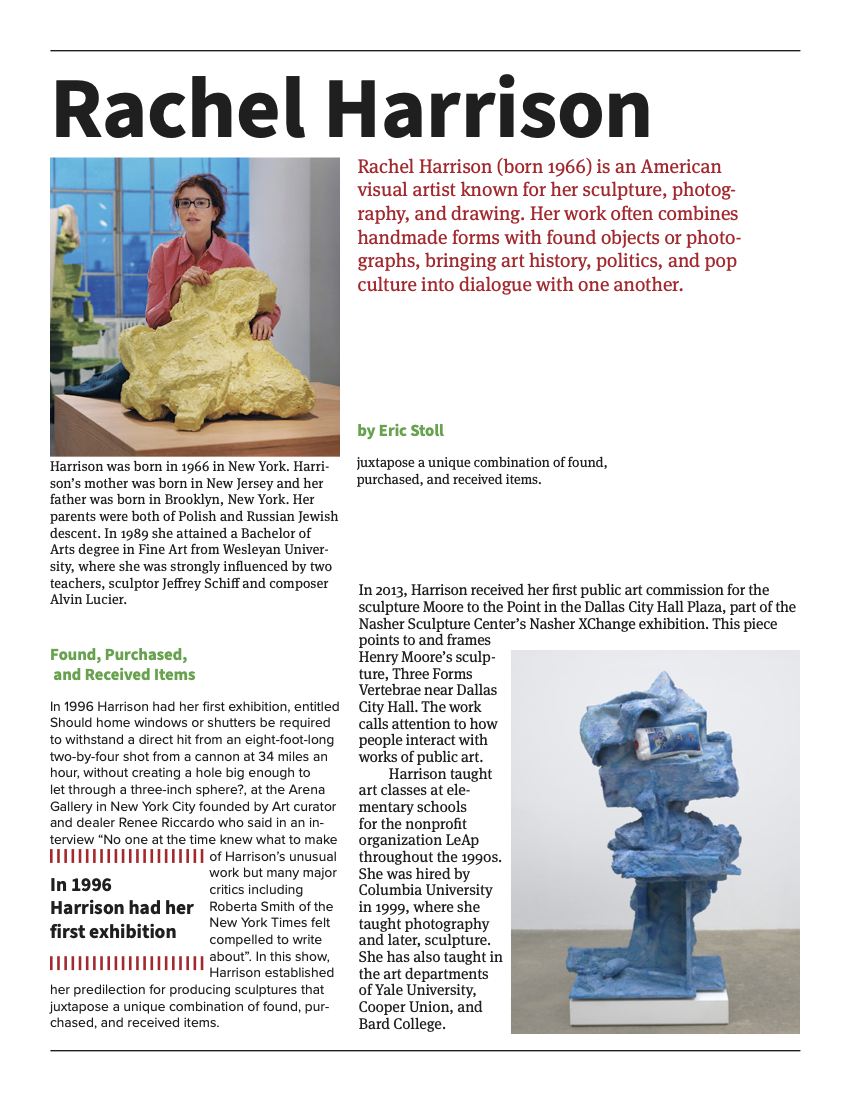 Rachel Harrison
Rachel Harrison (born 1966) is an American
visual artist known for her sculpture, photog-
raphy, and drawing. Her work often combines
handmade forms with found objects or photo-
graphs, bringing art history, politics, and pop
culture into dialogue with one another.
by Eric Stoll
Harrison was born in 1966 in New York. Harri-
son’s mother was born in New Jersey and her
father was born in Brooklyn, New York. Her
parents were both of Polish and Russian Jewish
descent. In 1989 she attained a Bachelor of
Arts degree in Fine Art from Wesleyan Univer-
sity, where she was strongly influenced by two
teachers, sculptor Jeffrey Schiff and composer
Alvin Lucier.
Found, Purchased,
and Received Items
In 1996 Harrison had her first exhibition, entitled
Should home windows or shutters be required
to withstand a direct hit from an eight-foot-long
two-by-four shot from a cannon at 34 miles an
hour, without creating a hole big enough to
let through a three-inch sphere?, at the Arena
Gallery in New York City founded by Art curator
and dealer Renee Riccardo who said in an in-
terview “No one at the time knew what to make
of Harrison’s unusual
work but many major
critics including
Roberta Smith of the
New York Times felt
compelled to write
about”. In this show,
Harrison established
her predilection for producing sculptures that
juxtapose a unique combination of found, pur-
chased, and received items.
In 1996
Harrison had her
first exhibition
juxtapose a unique combination of found,
purchased, and received items.
In 2013, Harrison received her first public art commission for the
sculpture Moore to the Point in the Dallas City Hall Plaza, part of the
Nasher Sculpture Center’s Nasher XChange exhibition. This piece
points to and frames
Henry Moore’s sculp-
ture, Three Forms
Vertebrae near Dallas
City Hall. The work
calls attention to how
people interact with
works of public art.
Harrison taught
art classes at ele-
mentary schools
for the nonprofit
organization LeAp
throughout the 1990s.
She was hired by
Columbia University
in 1999, where she
taught photography
and later, sculpture.
She has also taught in
the art departments
of Yale University,
Cooper Union, and
Bard College.